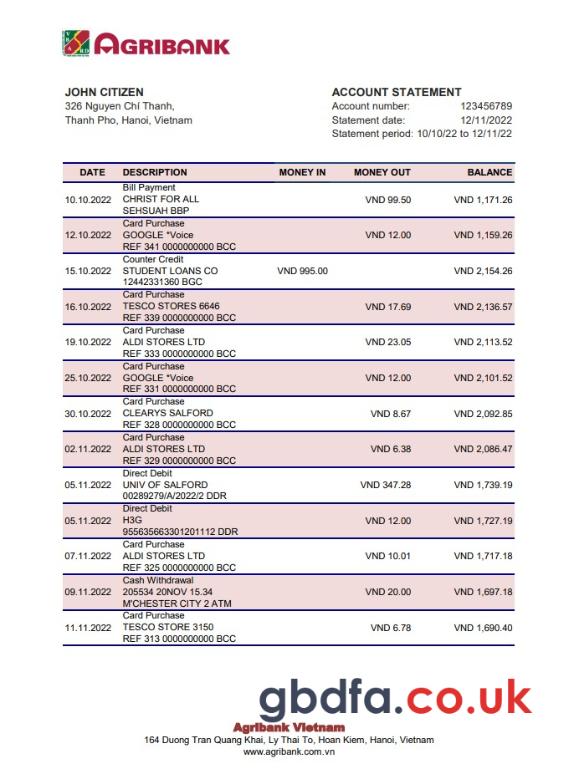 VBARD
AGRIBANK
JOHN CITIZEN
326 Nguyen Chí Thanh,
Thanh Pho, Hanoi, Vietnam
ACCOUNT STATEMENT
Account number: 123456789
Statement date: 12/11/2022
Statement period: 10/10/22 to 12/11/22
DATE DESCRIPTION MONEY IN MONEY OUT BALANCE
Bill Payment
10.10.2022 CHRIST FOR ALL VND 99.50 VND 1,171.26
SEHSUAH BBP
Card Purchase
12.10.2022 GOOGLE *Voice VND 12.00 VND 1,159.26
REF 341 0000000000 BCC
Counter Credit
15.10.2022 STUDENT LOANS CO VND 995.00 VND 2,154.26
12442331360 BGC
Card Purchase
16.10.2022 TESCO STORES 6646 VND 17.69 VND 2,136.57
REF 339 0000000000 BCC
Card Purchase
19.10.2022 ALDI STORES LTD VND 23.05 VND 2,113.52
REF 333 0000000000 BCC
Card Purchase
25.10.2022 GOOGLE *Voice VND 12.00 VND 2,101.52
REF 331 0000000000 BCC
Card Purchase
30.10.2022 CLEARYS SALFORD VND 8.67 VND 2,092.85
REF 328 0000000000 BCC
Card Purchase
02.11.2022 ALDI STORES LTD VND 6.38 VND 2,086.47
REF 329 0000000000 BCC
Direct Debit
05.11.2022 UNIV OF SALFORD VND 347.28 VND 1,739.19
00289279/A/2022/2 DDR
Direct Debit
05.11.2022 H3G VND 12.00 VND 1,727.19
955635663301201112 DDR
Card Purchase
07.11.2022 ALDI STORES LTD VND 10.01 VND 1,717.18
REF 325 0000000000 BCC
Cash Withdrawal
09.11.2022 205534 20NOV 15.34 VND 20.00 VND 1,697.18
M'CHESTER CITY 2 ATM
Card Purchase
11.11.2022 TESCO STORE 3150 VND 6.78 VND 1,690.40
REF 313 0000000000 BCC
gbdfa.co.uk
Agribank Vietnam
164 Duong Tran Quang Khai, Ly Thai To, Hoan Kiem, Hanoi, Vietnam
www.agribank.com.vn